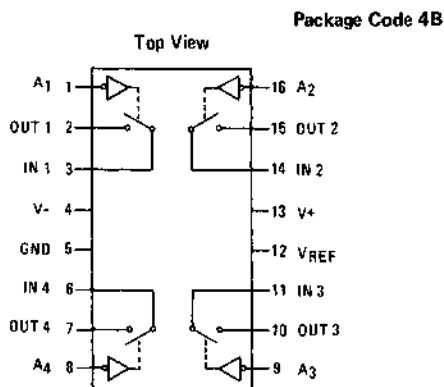 Package Code 4B
Top View
A1 1 16 A2
OUT 1 2 15 OUT 2
IN 1 3 14 IN 2
V- 4 13 V+
GND 5 12 VREF
IN 4 6 11 IN 3
OUT 4 7 10 OUT 3
A4 8 9 A3